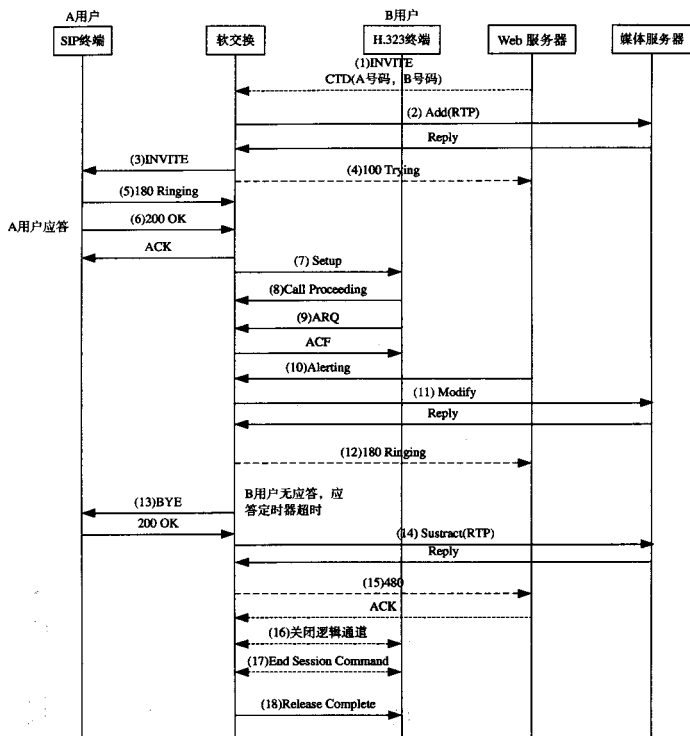 A用户
B用户
SIP终端
软交换
H.323终端
Web 服务器
媒体服务器
(1)INVITE
CTD(A号码，B号码)
(2) Add(RTP)
Reply
(3)INVITE
(4)100 Trying
(5)180 Ringing
A用户应答
(6)200 OK
ACK
(7) Setup
(8)Call Proceeding
(9)ARQ
ACF
(10)Alerting
(11) Modify
Reply
(12)180 Ringing
(13)BYE
B用户无应答，应
答定时器超时
200 OK
(14) Sustract(RTP)
Reply
(15)480
ACK
(16)关闭逻辑通道
(17)End Session Command
(18)Release Complete